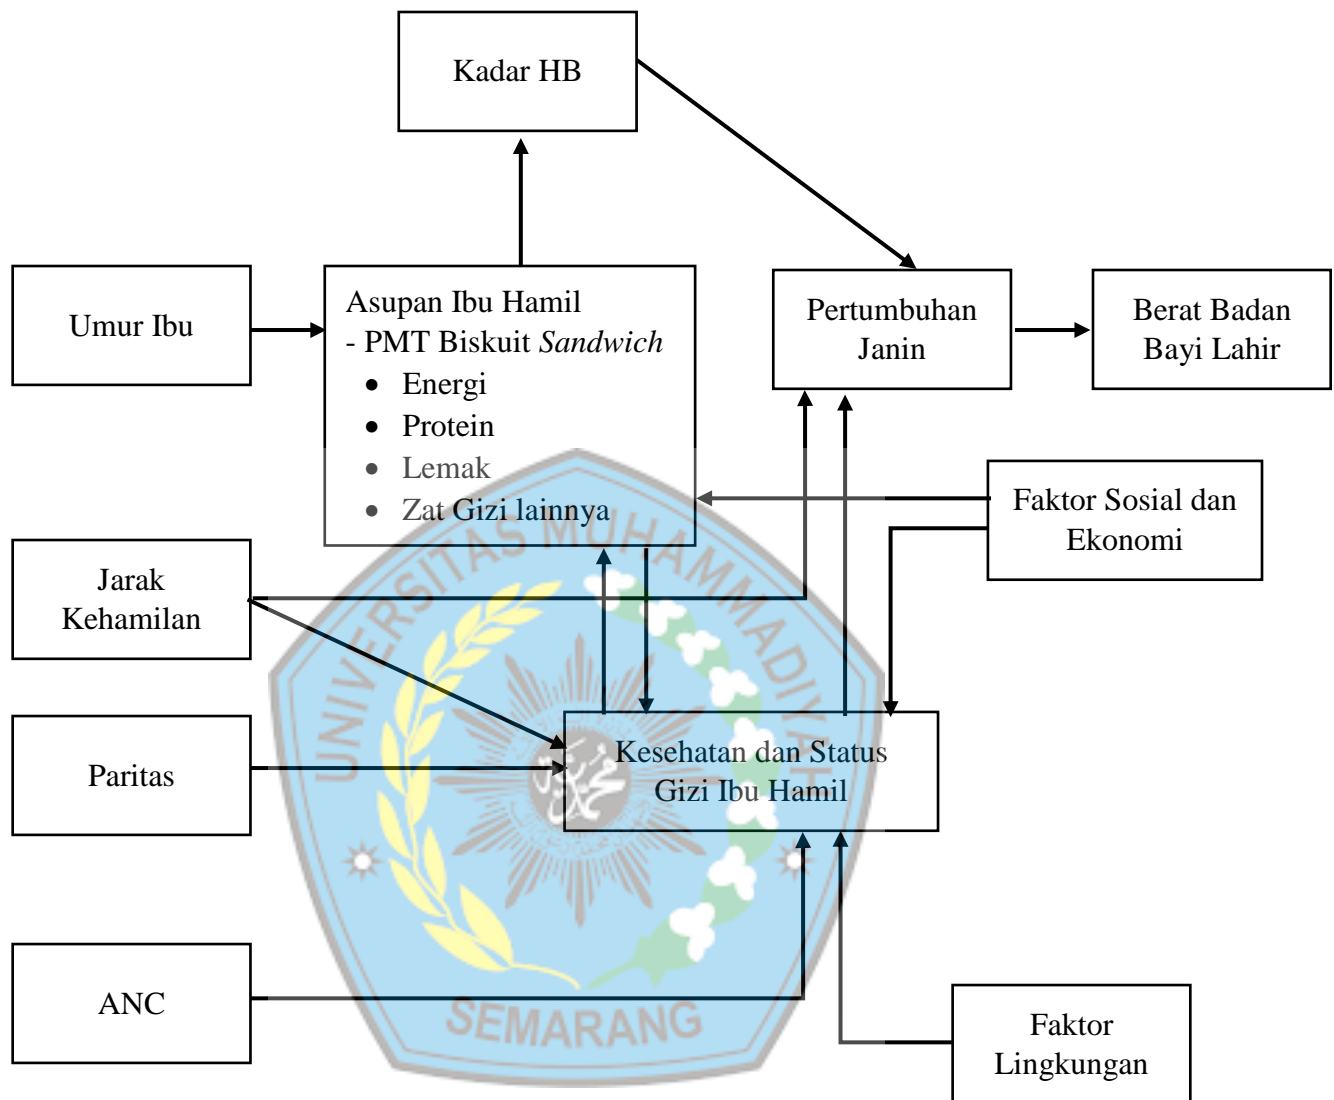 Kadar HB
Umur Ibu
Asupan Ibu Hamil
- PMT Biskuit Sandwich
• Energi
• Protein
• Lemak
• Zat Gizi lainnya
Pertumbuhan
Janin
Berat Badan
Bayi Lahir
Faktor Sosial dan
Ekonomi
Jarak
Kehamilan
Paritas
Kesehatan dan Status
Gizi Ibu Hamil
ANC
Faktor
Lingkungan
UNIVERSITAS MUHAMMADIYAH
SEMARANG